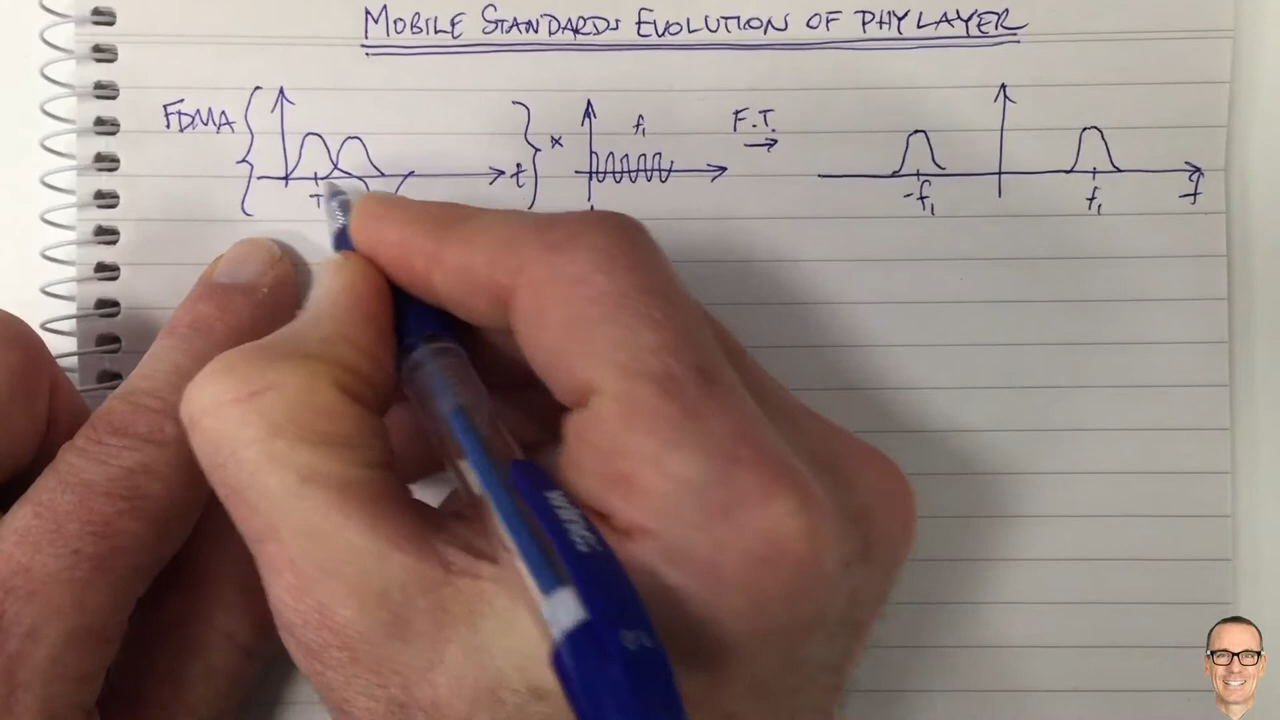 MOBILE STANDARDS EVOLUTION OF PHY LAYER
FDMA
t
T
×
f₁
F.T.
-f₁
f₁
f